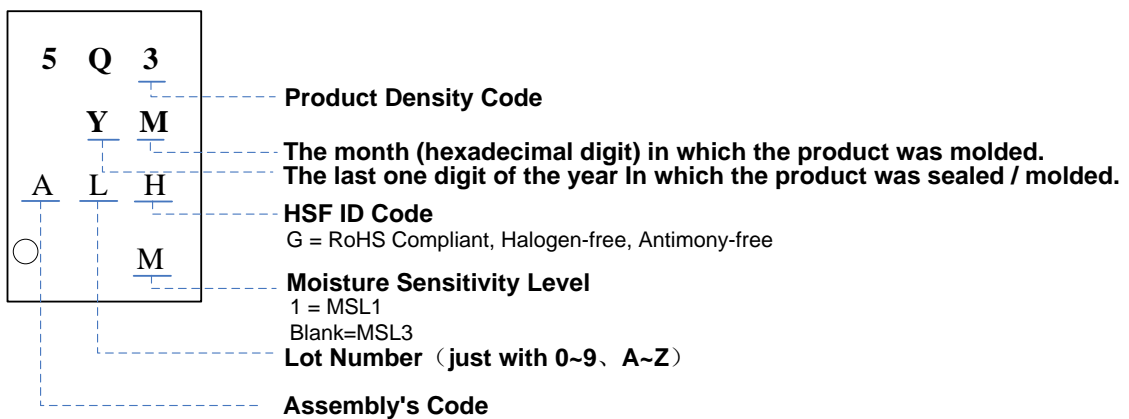 5 Q 3
Product Density Code
Y M
The month (hexadecimal digit) in which the product was molded.
The last one digit of the year In which the product was sealed / molded.
A L H
HSF ID Code
G = RoHS Compliant, Halogen-free, Antimony-free
M
Moisture Sensitivity Level
1 = MSL1
Blank=MSL3
Lot Number（just with 0~9、A~Z）
Assembly's Code